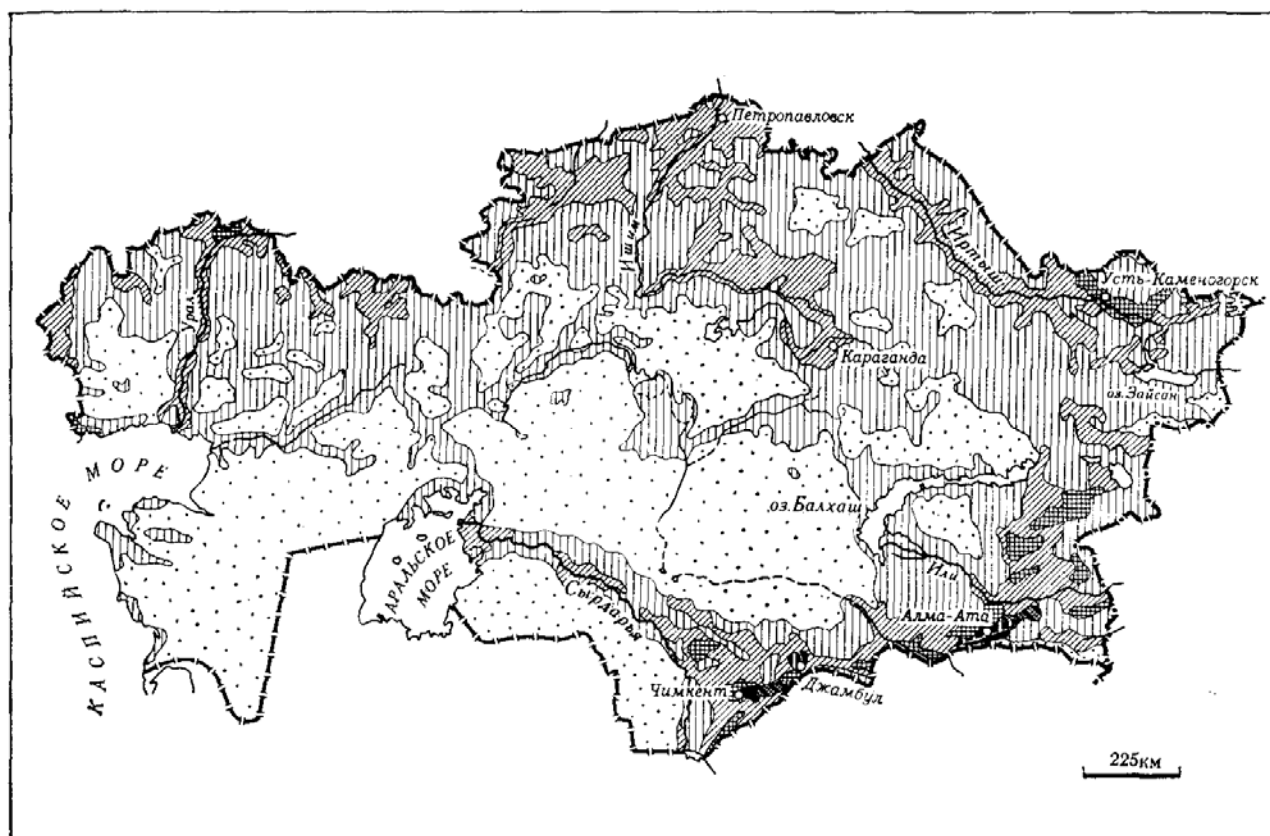 Петропавловск
Ишим
Иртыш
Усть-Каменогорск
Урал
Караганда
оз. Зайсан
КАСПИЙСКОЕ МОРЕ
оз. Балхаш
АРАЛЬСКОЕ
МОРЕ
Сырдарья
Или
Алма-Ата
Чимкент
Джамбул
225км